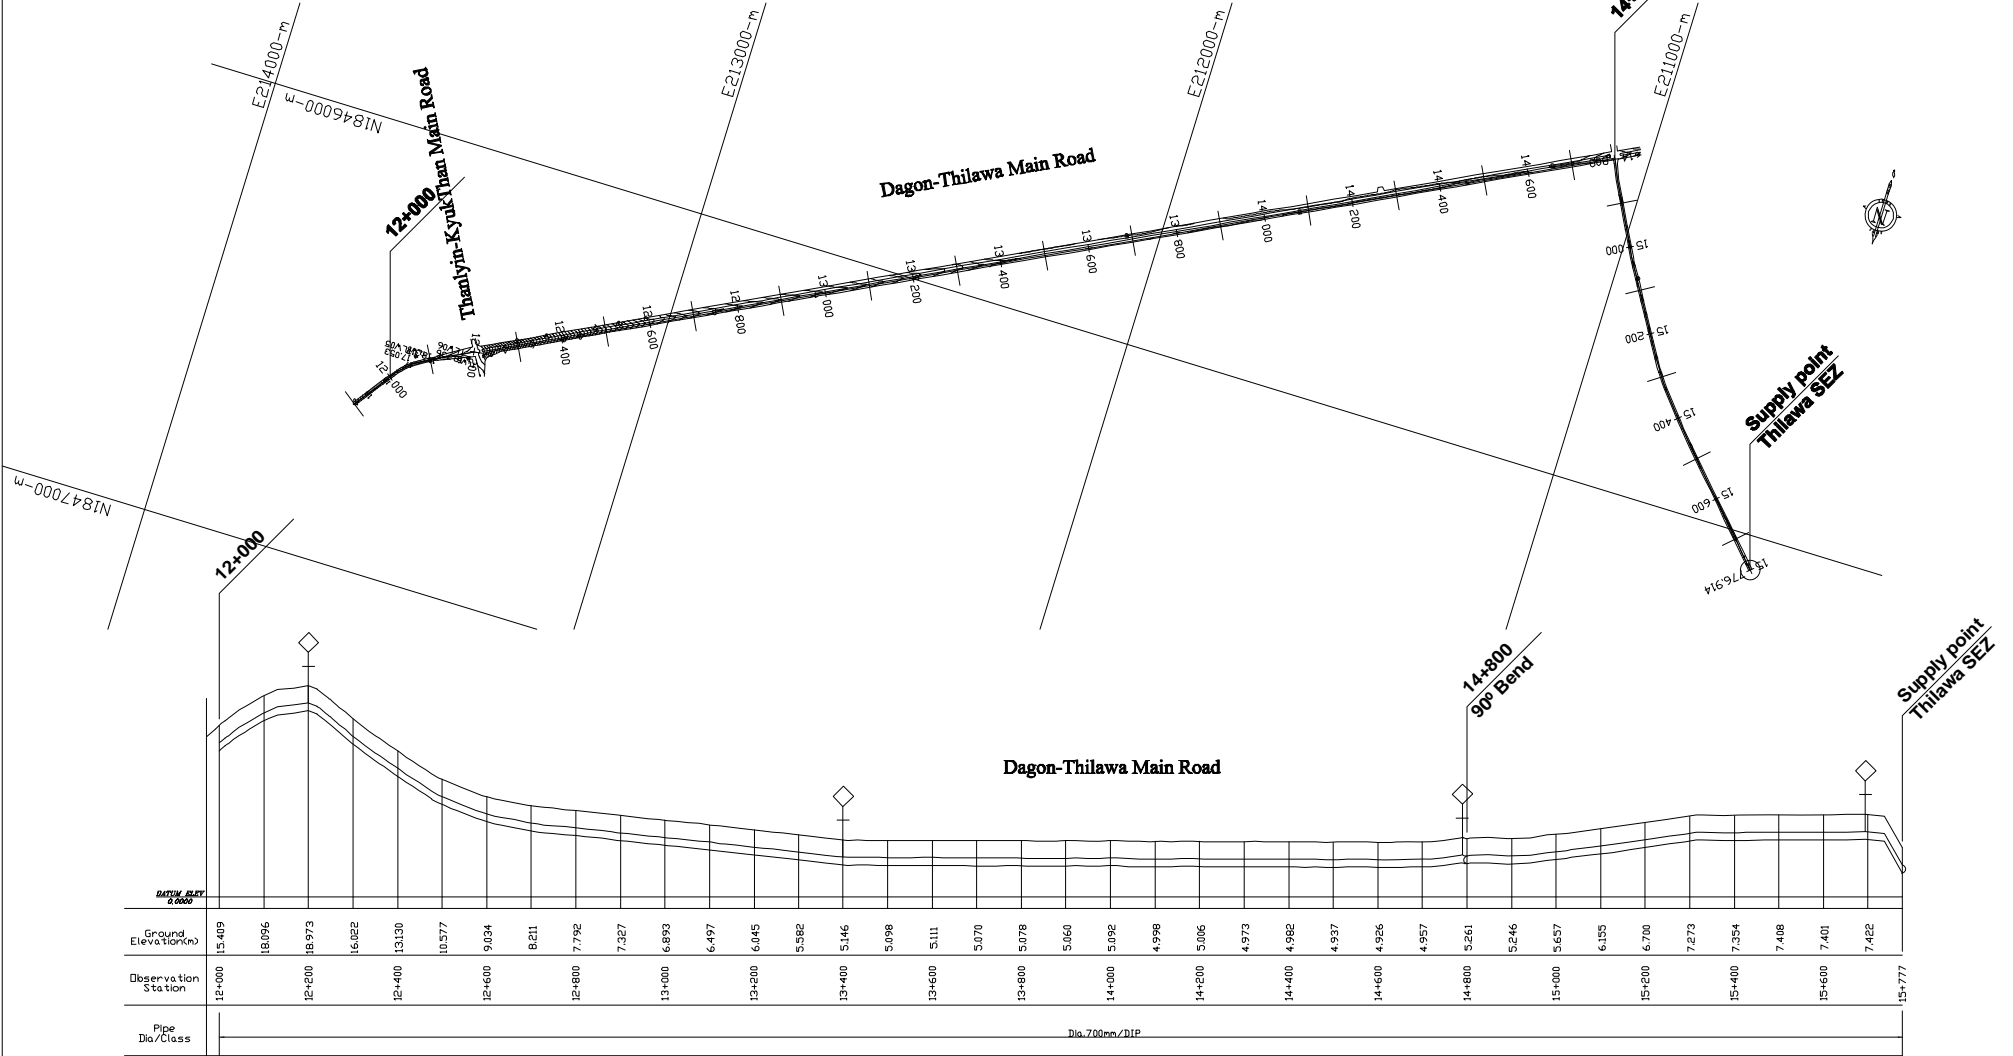 E214000-m
E213000-m
E212000-m
E211000-m
N1846000-m
N1847000-m
Thanlyin-KyukThan Main Road
12+000
Dagon-Thilawa Main Road
12+000
12+400
12+600
12+800
13+000
13+200
13+400
13+600
13+800
14+000
14+200
14+400
14+600
15+000
15+200
15+400
15+600
15+776.914
Supply point
Thilawa SEZ
N
12+000
14+800
90º Bend
Supply point
Thilawa SEZ
Dagon-Thilawa Main Road
DATUM ELEV
0.0000
Ground
Elevation(m)
15.409 18.096 18.973 16.022 13.130 10.577 9.034 8.211 7.792 7.327 6.893 6.497 6.045 5.582 5.146 5.098 5.111 5.070 5.078 5.060 5.092 4.998 5.006 4.973 4.982 4.937 4.926 4.957 5.261 5.246 5.657 6.155 6.700 7.273 7.354 7.408 7.401 7.422
Observation
Station
12+000 12+200 12+400 12+600 12+800 13+000 13+200 13+400 13+600 13+800 14+000 14+200 14+400 14+600 14+800 15+000 15+200 15+400 15+600 15+777
Pipe
Dia/Class
Dia.700mm/DIP